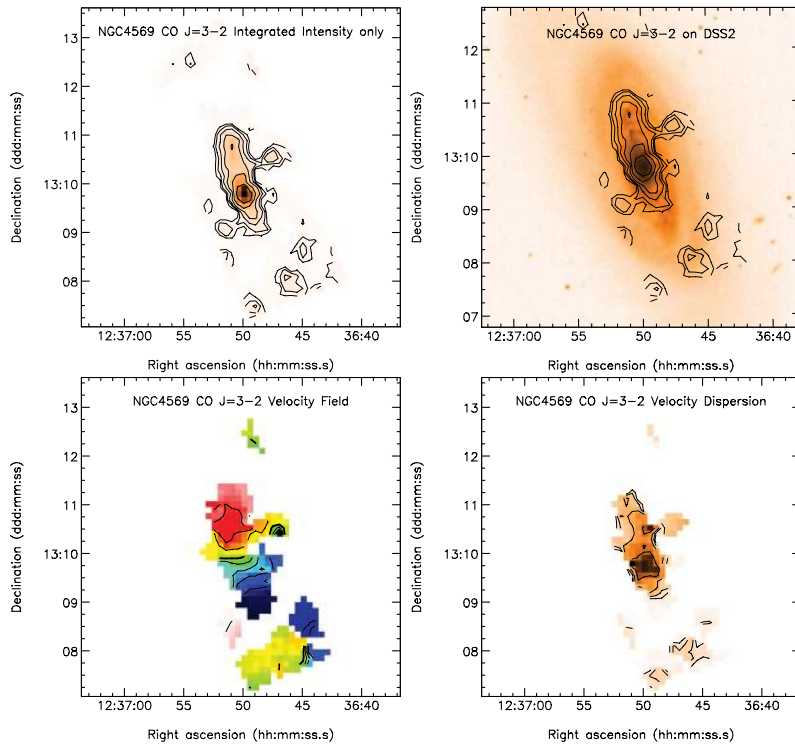 NGC4569 CO J=3-2 Integrated Intensity only
13
11
13:10
09
08
Declination (ddd:mm:ss)
12:37:00 55 50 45 36:40
Right ascension (hh:mm:ss.s)
NGC4569 CO J=3-2 on DSS2
12
11
13:10
09
08
07
Declination (ddd:mm:ss)
12:37:00 55 50 45 36:40
Right ascension (hh:mm:ss.s)
NGC4569 CO J=3-2 Velocity Field
13
12
11
13:10
09
08
Declination (ddd:mm:ss)
12:37:00 55 50 45 36:40
Right ascension (hh:mm:ss.s)
NGC4569 CO J=3-2 Velocity Dispersion
13
12
11
13:10
09
08
Declination (ddd:mm:ss)
12:37:00 55 50 45 36:40
Right ascension (hh:mm:ss.s)